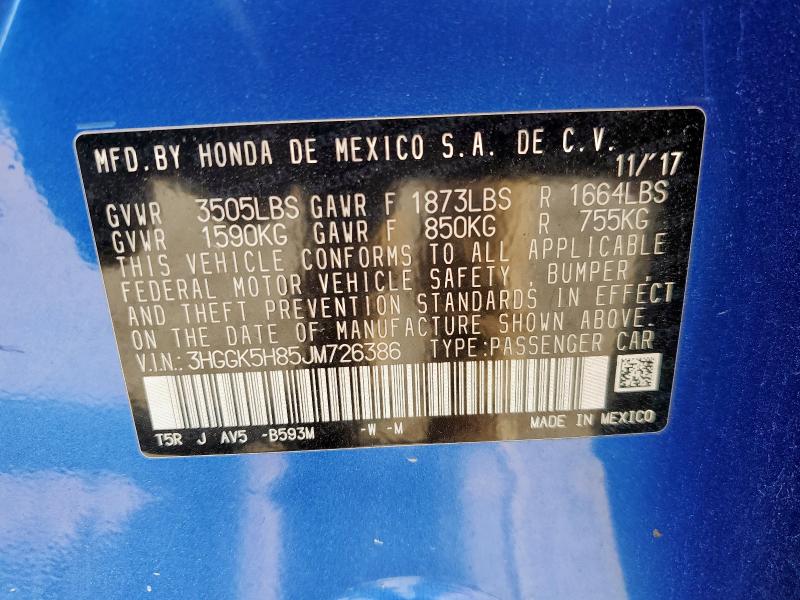 MFD.BY HONDA DE MEXICO S.A. DE C.V.
11/'17
GVWR 3505LBS GAWR F 1873LBS R 1664LBS
GVWR 1590KG GAWR F 850KG R 755KG
THIS VEHICLE CONFORMS TO ALL APPLICABLE
FEDERAL MOTOR VEHICLE SAFETY, BUMPER,
AND THEFT PREVENTION STANDARDS IN EFFECT
ON THE DATE OF MANUFACTURE SHOWN ABOVE.
V.I.N.: 3HGGK5H85JM726386 TYPE:PASSENGER CAR
T5R J AV5 -B593M -W -M MADE IN MEXICO